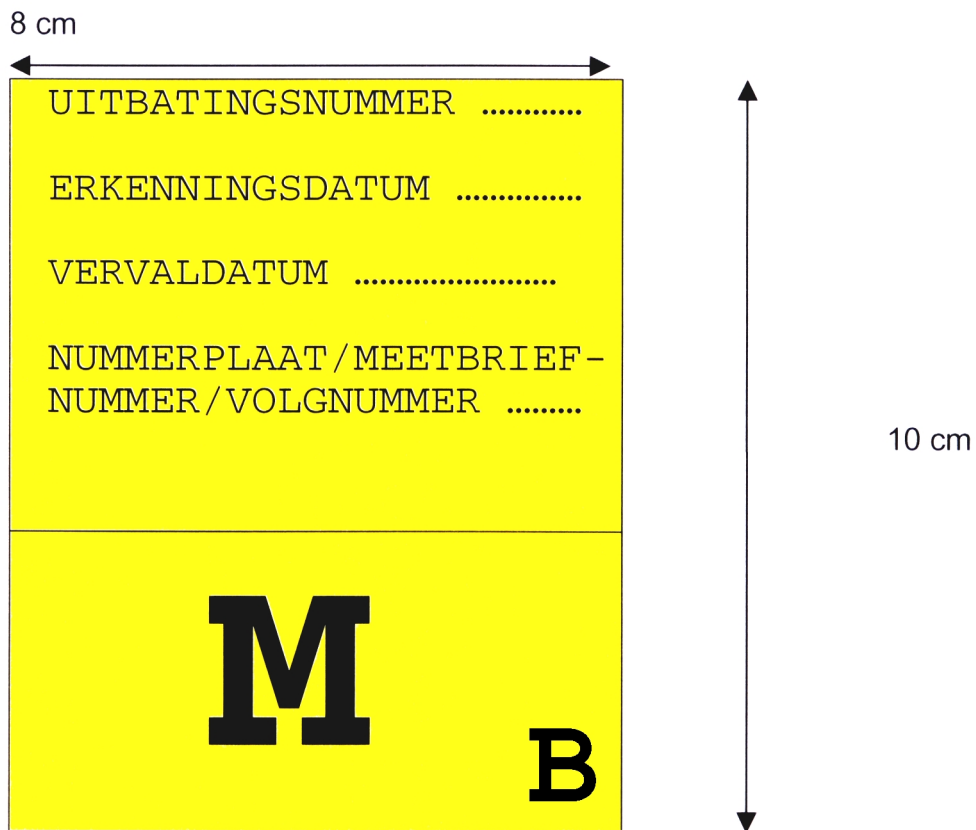 8 cm
UITBATINGSNUMMER ............
ERKENNINGSDATUM ...............
VERVALDATUM ........................
NUMMERPLAAT/MEETBRIEF-
NUMMER/VOLGNUMMER .........
10 cm
M
B